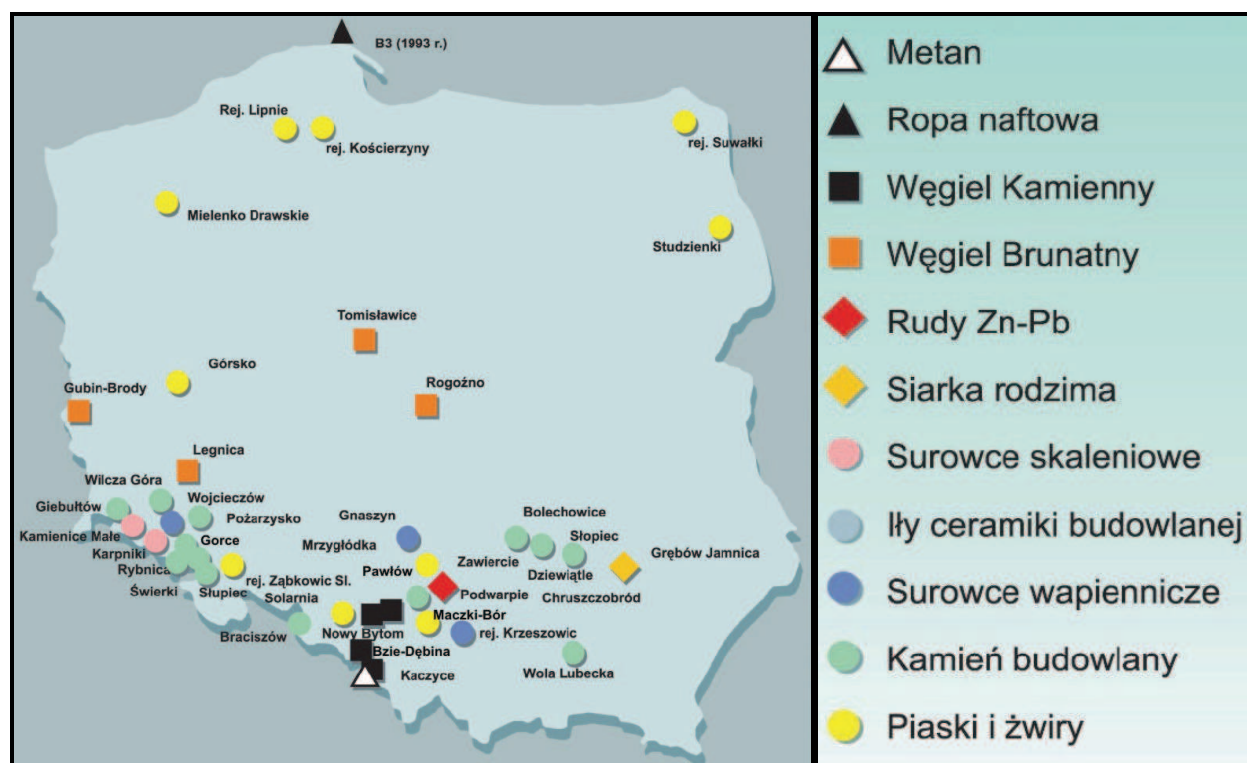 B3 (1993 r.)
Rej. Lipnie
rej. Kościerzyny
rej. Suwałki
Mielenko Drawskie
Studzienki
Tomisławice
Górsko
Gubin-Brody
Rogoźno
Legnica
Wilcza Góra
Wojcieczów
Giebułtów
Pożarzysko
Kamienice Małe
Gorce
Karpniki
Rybnica
Świerki
Słupiec
rej. Ząbkowic Sl.
Gnaszyn
Mrzygłódka
Pawłów
Zawiercie
Bolechowice
Słopiec
Dziewiątle
Grębów Jamnica
Podwarpie
Chruszczobród
Solarnia
Maczki-Bór
Braciszów
Nowy Bytom
rej. Krzeszowic
Bzie-Dębina
Kaczyce
Wola Lubecka
Metan
Ropa naftowa
Węgiel Kamienny
Węgiel Brunatny
Rudy Zn-Pb
Siarka rodzima
Surowce skaleniowe
Iły ceramiki budowlanej
Surowce wapiennicze
Kamień budowlany
Piaski i żwiry